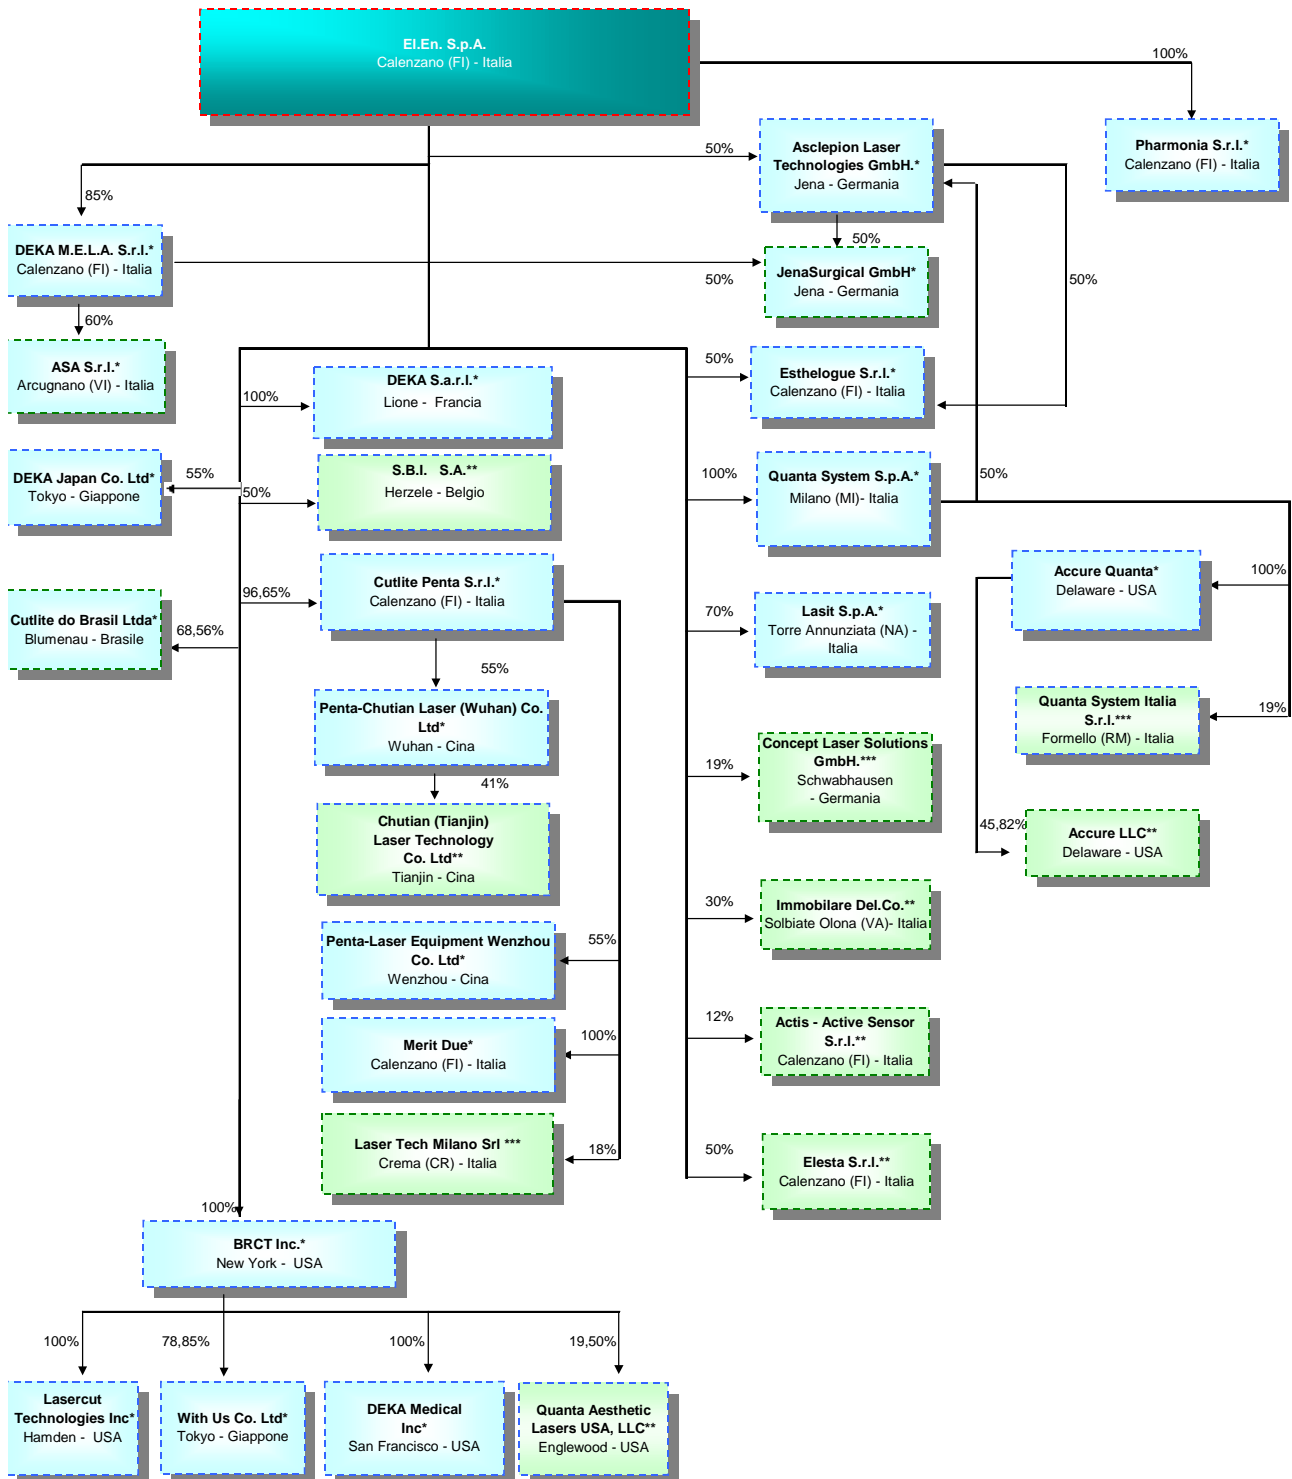 El.En. S.p.A.
Calenzano (FI) - Italia
100%
50%
Asclepion Laser
Technologies GmbH.*
Jena - Germania
Pharmonia S.r.l.*
Calenzano (FI) - Italia
85%
DEKA M.E.L.A. S.r.l.*
Calenzano (FI) - Italia
50%
50%
JenaSurgical GmbH*
Jena - Germania
50%
60%
ASA S.r.l.*
Arcugnano (VI) - Italia
100%
DEKA S.a.r.l.*
Lione - Francia
50%
Esthelogue S.r.l.*
Calenzano (FI) - Italia
DEKA Japan Co. Ltd*
Tokyo - Giappone
55%
50%
S.B.I. S.A.**
Herzele - Belgio
100%
Quanta System S.p.A.*
Milano (MI)- Italia
50%
Cutlite do Brasil Ltda*
Blumenau - Brasile
68,56%
96,65%
Cutlite Penta S.r.l.*
Calenzano (FI) - Italia
70%
Lasit S.p.A.*
Torre Annunziata (NA) -
Italia
Accure Quanta*
Delaware - USA
100%
55%
Penta-Chutian Laser (Wuhan) Co.
Ltd*
Wuhan - Cina
Quanta System Italia
S.r.l.***
Formello (RM) - Italia
19%
41%
19%
Concept Laser Solutions
GmbH.***
Schwabhausen
- Germania
Chutian (Tianjin)
Laser Technology
Co. Ltd**
Tianjin - Cina
45,82%
Accure LLC**
Delaware - USA
30%
Immobilare Del.Co.**
Solbiate Olona (VA)- Italia
Penta-Laser Equipment Wenzhou
Co. Ltd*
Wenzhou - Cina
55%
12%
Actis - Active Sensor
S.r.l.**
Calenzano (FI) - Italia
Merit Due*
Calenzano (FI) - Italia
100%
Laser Tech Milano Srl ***
Crema (CR) - Italia
18%
50%
Elesta S.r.l.**
Calenzano (FI) - Italia
100%
BRCT Inc.*
New York - USA
100%
78,85%
100%
19,50%
Lasercut
Technologies Inc*
Hamden - USA
With Us Co. Ltd*
Tokyo - Giappone
DEKA Medical
Inc*
San Francisco - USA
Quanta Aesthetic
Lasers USA, LLC**
Englewood - USA